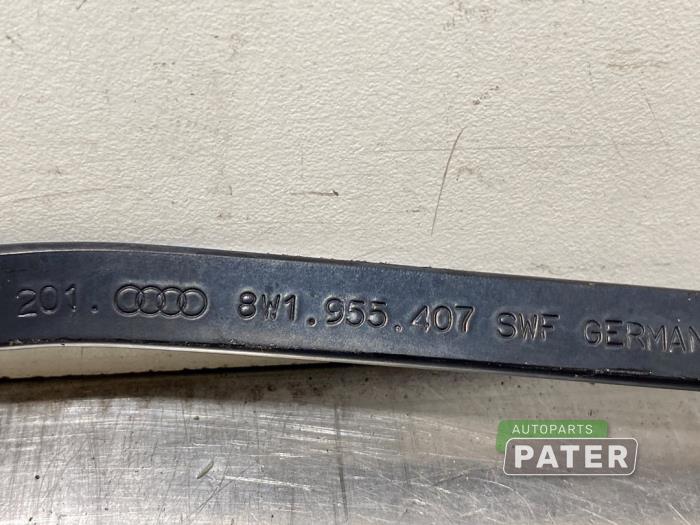 201. 8W1.955.407 SWF GERMAN
AUTOPARTS
PATER